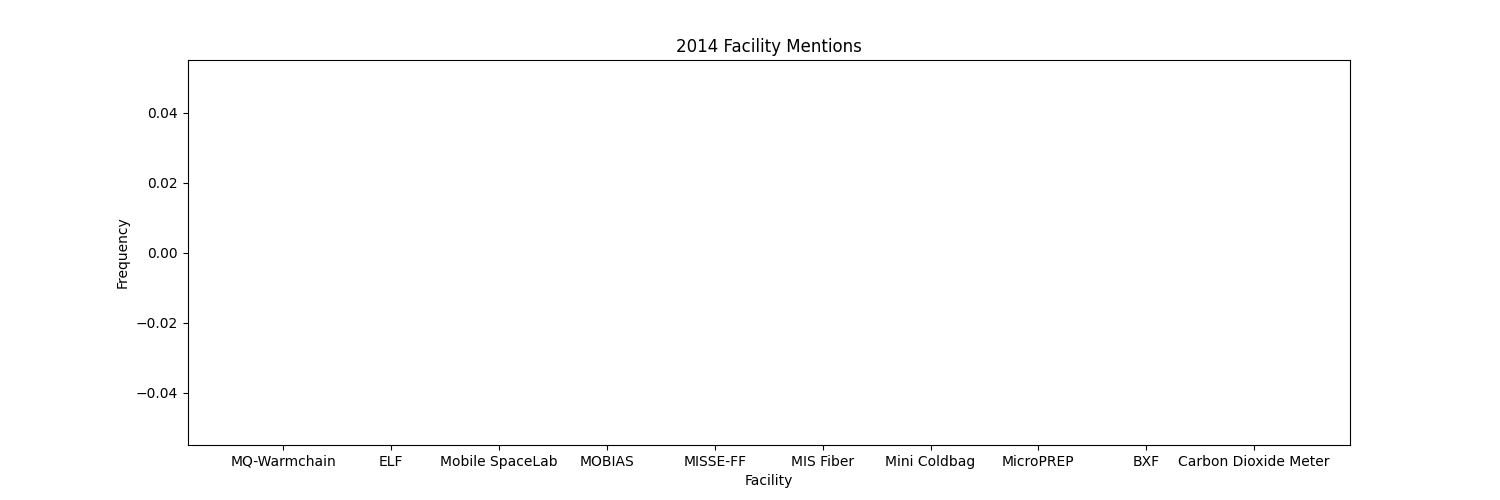 2014 Facility Mentions
0.04
0.02
0.00
−0.02
−0.04
Frequency
MQ-Warmchain ELF Mobile SpaceLab MOBIAS MISSE-FF MIS Fiber Mini Coldbag MicroPREP BXF Carbon Dioxide Meter
Facility